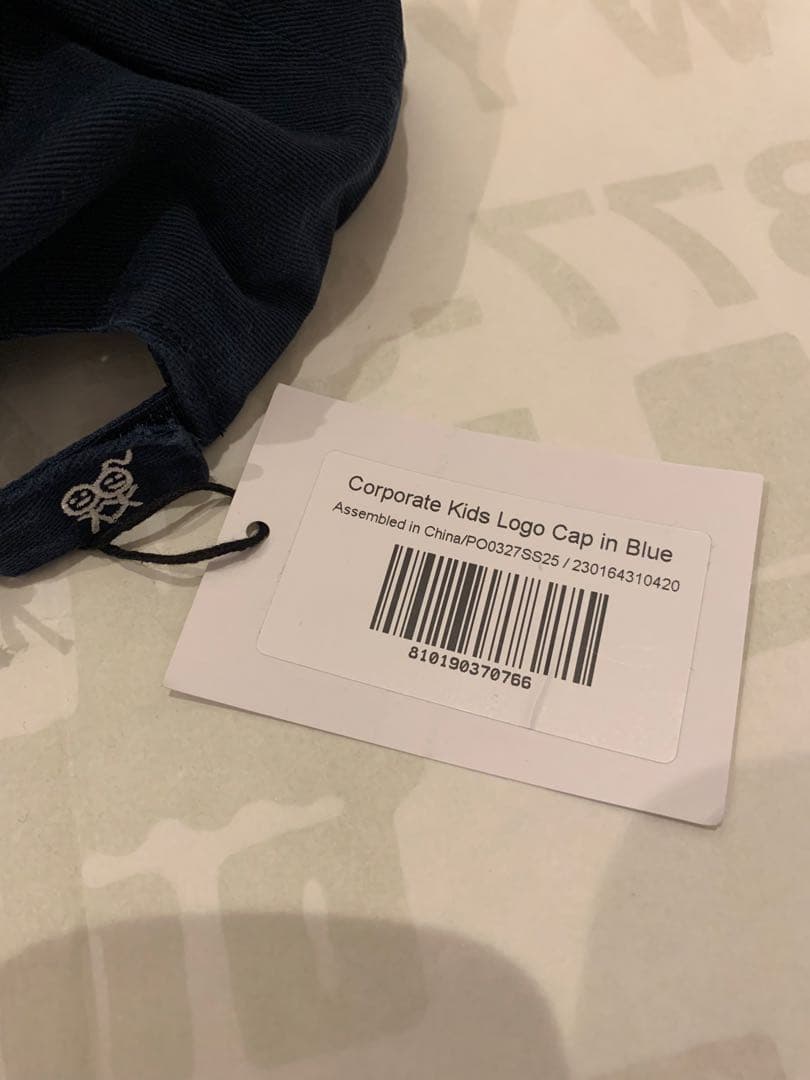 Corporate Kids Logo Cap in Blue
Assembled in China/PO0327SS25 / 230164310420
810190370766